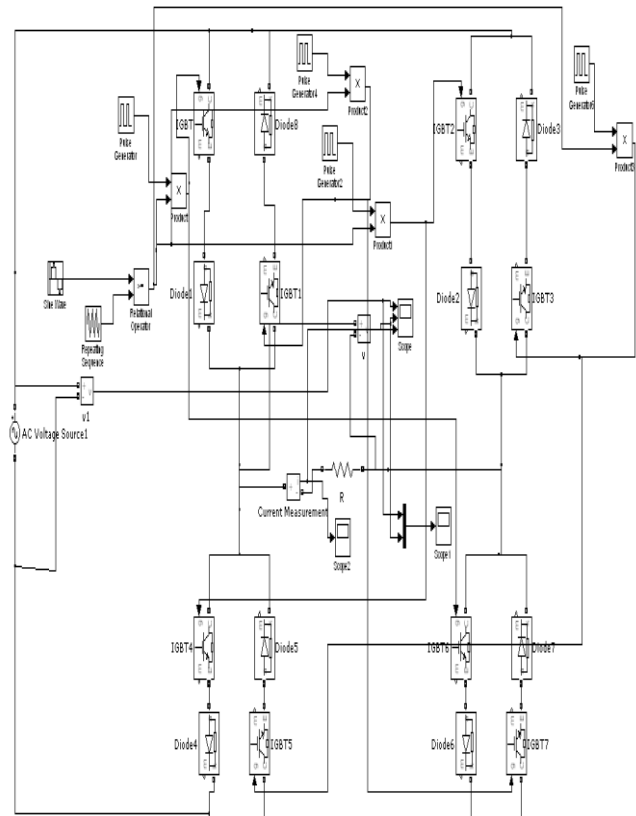 Pulse
Generator4
Pulse
Generator6
Product2
IGBT
Diode8
IGBT2
Diode3
Pulse
Generator
Product3
Pulse
Generator2
Product
Product1
Sine Wave
Relational
Operator
Diode1
IGBT1
Diode2
IGBT3
Repeating
Sequence
v
Scope
v1
AC Voltage Source1
R
Current Measurement
Scope2
Scope1
IGBT4
Diode5
IGBT6
Diode7
Diode4
IGBT5
Diode6
IGBT7